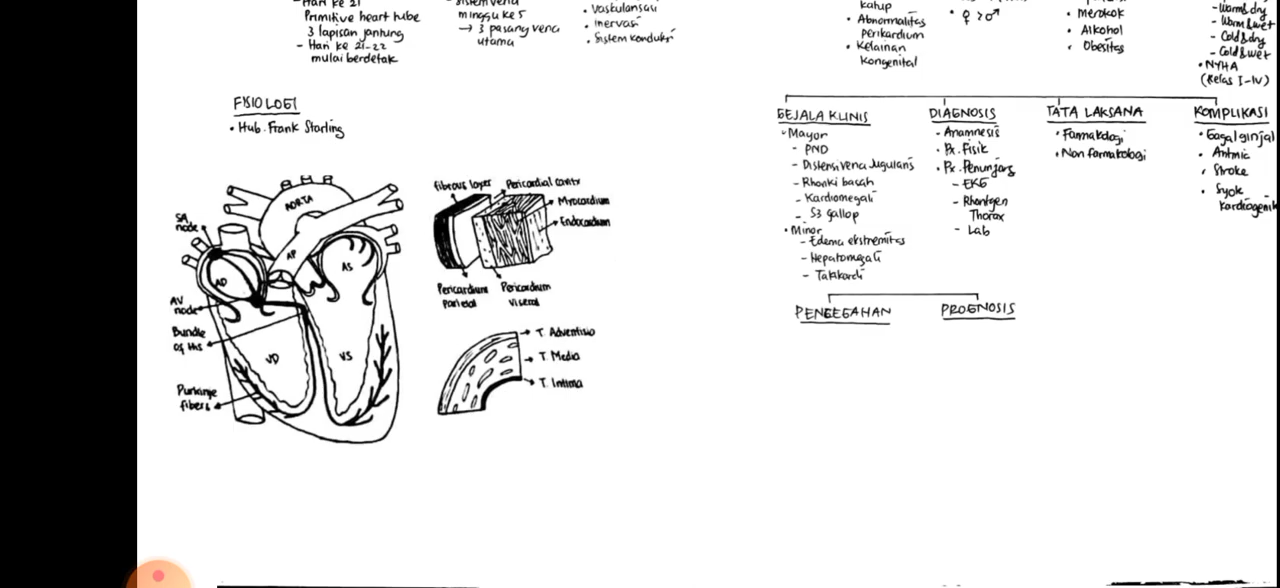 - Hari ke 21
Primitive heart tube
3 lapisan jantung
- Hari ke 21-22
mulai berdetak
minggu ke 5
→ 3 pasang vena
utama
• Inervasi
• Sistem konduksi
katup
• Abnormalitas
perikardium
• Kelainan
kongenital
• ♀ > ♂
• Merokok
• Alkohol
• Obesitas
- Warm & dry
- Warm & wet
- Cold & dry
- Cold & wet
• NYHA
(Kelas I-IV)
FISIOLOGI
• Hub. Frank Starling
GEJALA KLINIS
• Mayor
- PND
- Distensi vena jugularis
- Rhonki basah
- Kardiomegali
- S3 gallop
• Minor
- Edema ekstremitas
- Hepatomegali
- Takikardi
DIAGNOSIS
• Anamnesis
• Px. Fisik
• Px. Penunjang
- EKG
- Rhontgen
Thorax
- Lab
TATA LAKSANA
• Farmakologi
• Non farmakologi
KOMPLIKASI
• Gagal ginjal
• Aritmic
• Stroke
• Syok
kardiogenik
PENCEGAHAN
PROGNOSIS
AORTA
SA
node
AP
AD
AS
AV
node
Bundle
Of His
VD
VS
Purkinje
fibers
fibrous layer
Pericardial cavity
Myocardium
Endocardium
Pericardium
parietal
Pericardium
viseral
T. Adventisia
T. Media
T. Intima